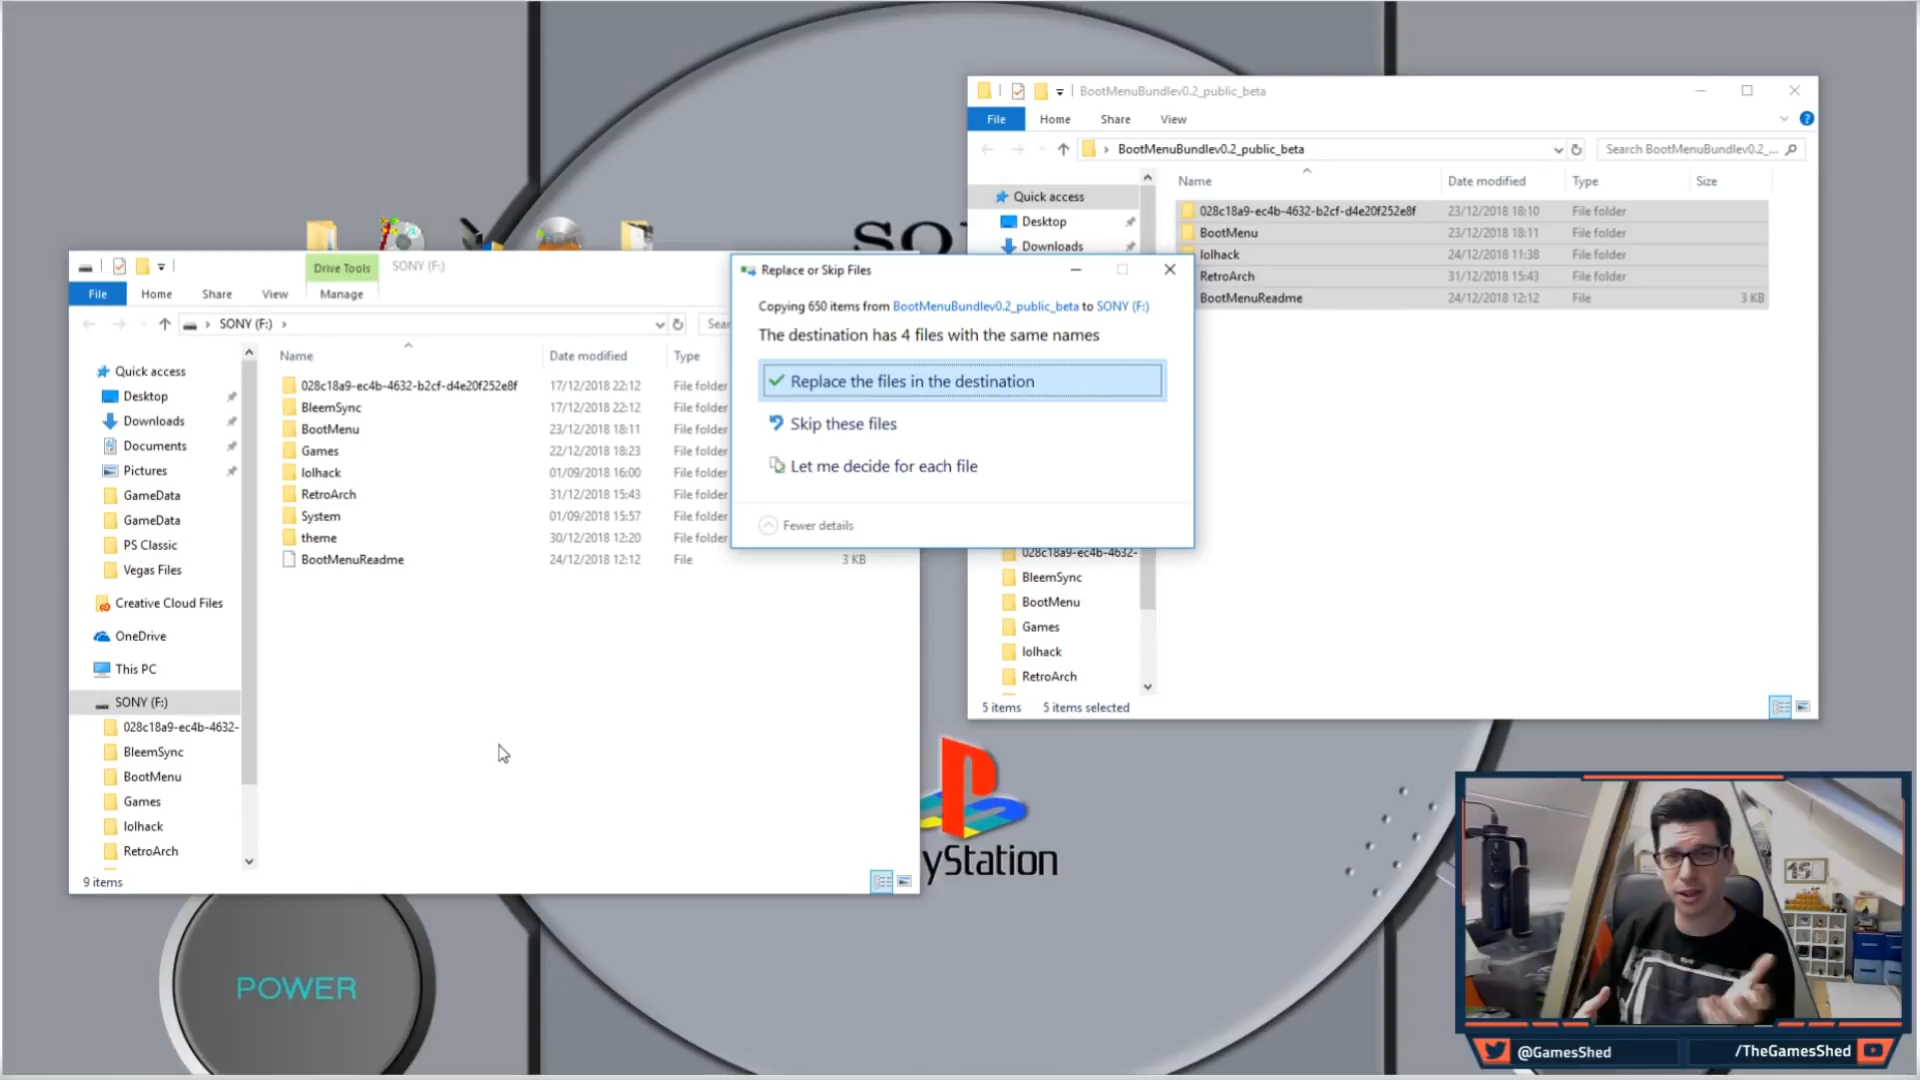 SO
BootMenuBundlev0.2_public_beta
File
Home
Share
View
BootMenuBundlev0.2_public_beta
Search BootMenuBundlev0.2_...
Quick access
Desktop
Downloads
Name
Date modified
Type
Size
028c18a9-ec4b-4632-b2cf-d4e20f252e8f
23/12/2018 18:10
File folder
BootMenu
23/12/2018 18:11
File folder
lolhack
24/12/2018 11:38
File folder
RetroArch
31/12/2018 15:43
File folder
BootMenuReadme
24/12/2018 12:12
File
3 KB
028c18a9-ec4b-4632-
BleemSync
BootMenu
Games
lolhack
RetroArch
5 items
5 items selected
Drive Tools
SONY (F:)
File
Home
Share
View
Manage
SONY (F:)
Sear
Quick access
Desktop
Downloads
Documents
Pictures
GameData
GameData
PS Classic
Vegas Files
Creative Cloud Files
OneDrive
This PC
SONY (F:)
028c18a9-ec4b-4632-
BleemSync
BootMenu
Games
lolhack
RetroArch
9 items
Name
Date modified
Type
028c18a9-ec4b-4632-b2cf-d4e20f252e8f
17/12/2018 22:12
File folder
BleemSync
17/12/2018 22:12
File folder
BootMenu
23/12/2018 18:11
File folder
Games
22/12/2018 18:23
File folder
lolhack
01/09/2018 16:00
File folder
RetroArch
31/12/2018 15:43
File folder
System
01/09/2018 15:57
File folder
theme
30/12/2018 12:20
File folder
BootMenuReadme
24/12/2018 12:12
File
3 KB
Replace or Skip Files
Copying 650 items from BootMenuBundlev0.2_public_beta to SONY (F:)
The destination has 4 files with the same names
Replace the files in the destination
Skip these files
Let me decide for each file
Fewer details
yStation
POWER
@GamesShed
/TheGamesShed